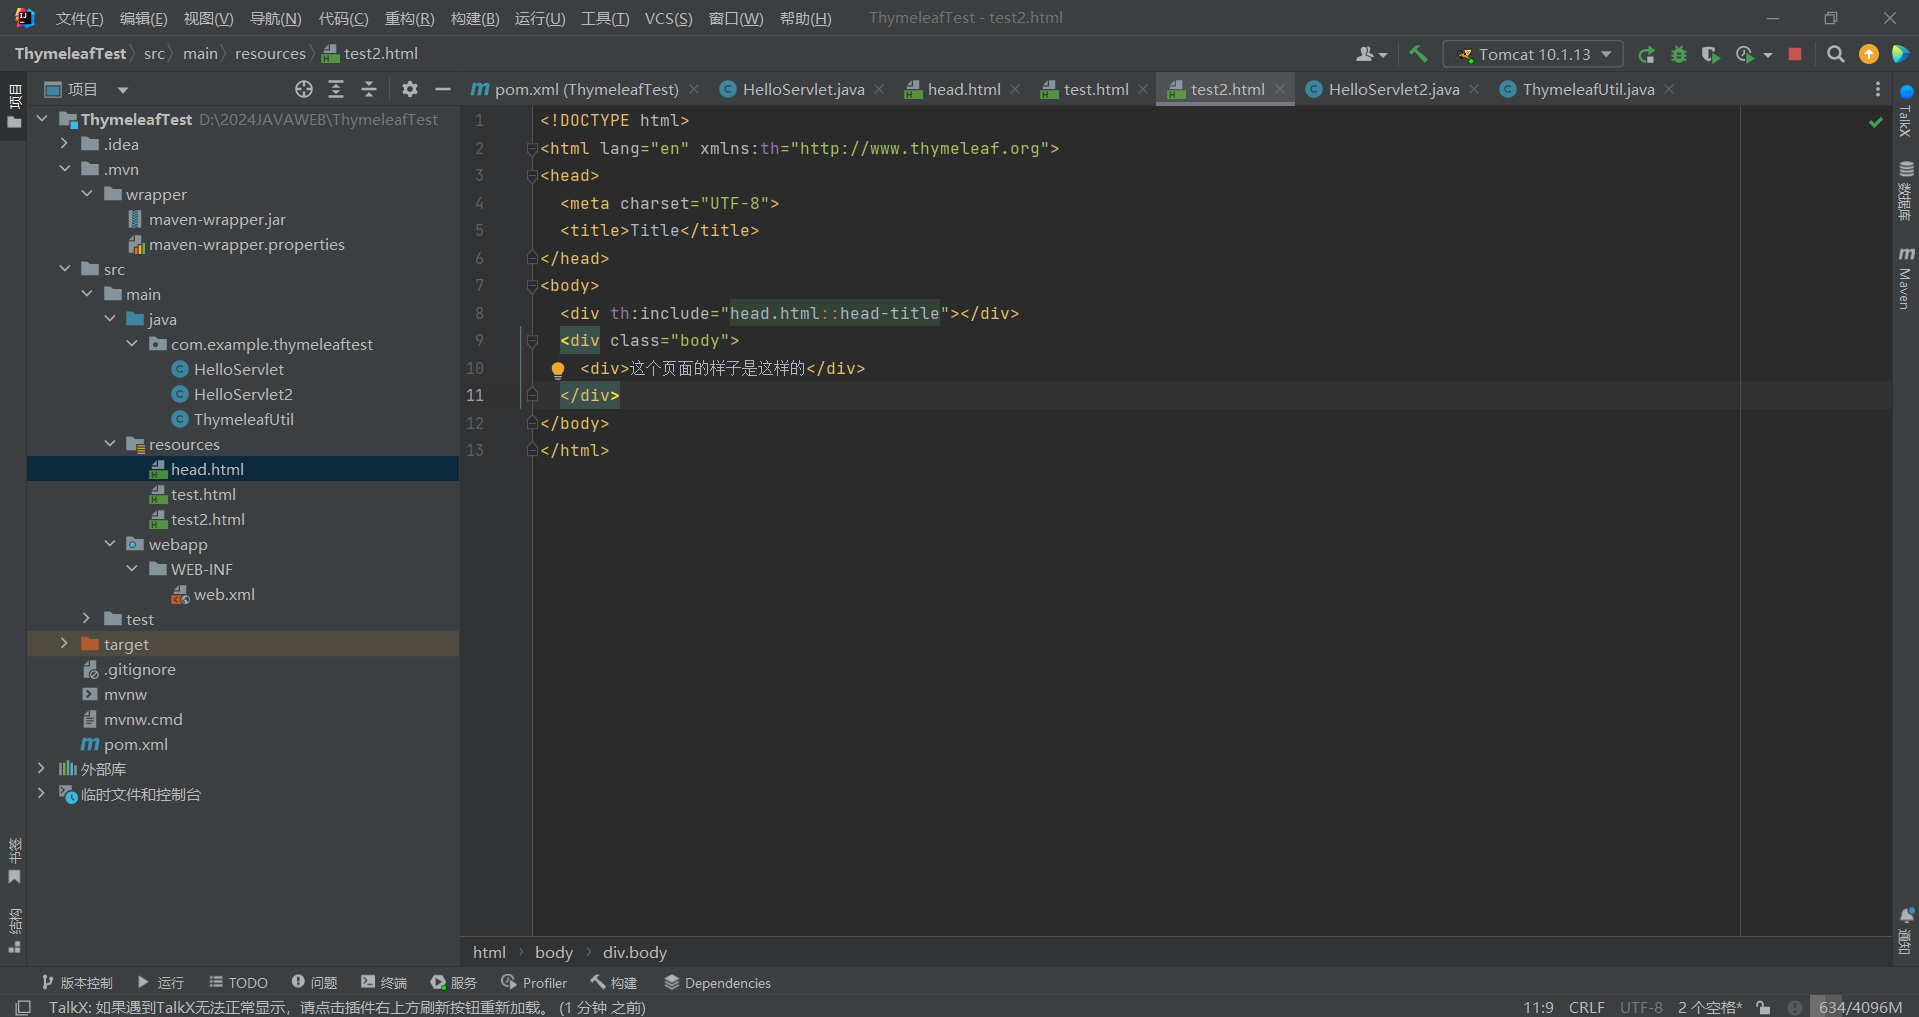 文件(F) 编辑(E) 视图(V) 导航(N) 代码(C) 重构(R) 构建(B) 运行(U) 工具(T) VCS(S) 窗口(W) 帮助(H) ThymeleafTest - test2.html
ThymeleafTest src main resources test2.html
Tomcat 10.1.13
项目
项目
pom.xml (ThymeleafTest) HelloServlet.java head.html test.html test2.html HelloServlet2.java ThymeleafUtil.java
ThymeleafTest D:\2024JAVAWEB\ThymeleafTest
.idea
.mvn
wrapper
maven-wrapper.jar
maven-wrapper.properties
src
main
java
com.example.thymeleaftest
HelloServlet
HelloServlet2
ThymeleafUtil
resources
head.html
test.html
test2.html
webapp
WEB-INF
web.xml
test
target
.gitignore
mvnw
mvnw.cmd
pom.xml
外部库
临时文件和控制台
书签
结构
1 <!DOCTYPE html>
2 <html lang="en" xmlns:th="http://www.thymeleaf.org">
3 <head>
4 <meta charset="UTF-8">
5 <title>Title</title>
6 </head>
7 <body>
8 <div th:include="head.html::head-title"></div>
9 <div class="body">
10 <div>这个页面的样子是这样的</div>
11 </div>
12 </body>
13 </html>
TalkX
数据库
Maven
通知
html body div.body
版本控制 运行 TODO 问题 终端 服务 Profiler 构建 Dependencies
TalkX: 如果遇到TalkX无法正常显示，请点击插件右上方刷新按钮重新加载。 (1 分钟 之前)
11:9 CRLF UTF-8 2 个空格* 634/4096M